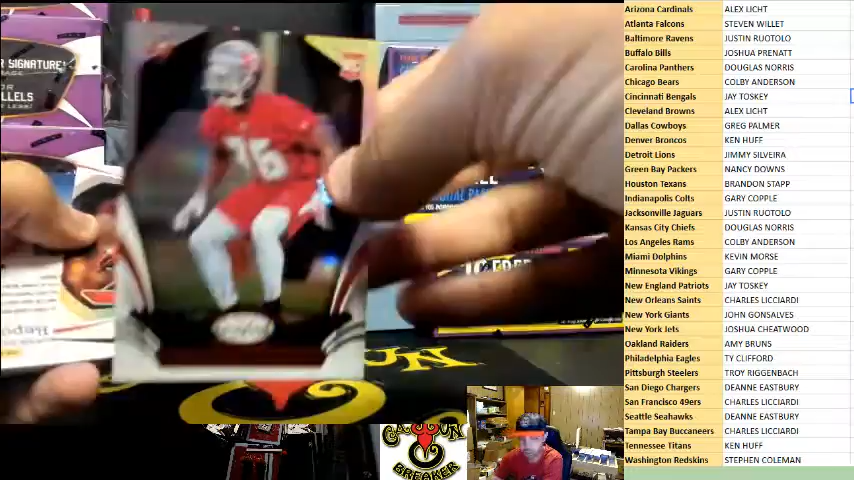 R SIGNATURE!
RALLELS
Arizona Cardinals ALEX LICHT
Atlanta Falcons STEVEN WILLET
Baltimore Ravens JUSTIN RUOTOLO
Buffalo Bills JOSHUA PRENATT
Carolina Panthers DOUGLAS NORRIS
Chicago Bears COLBY ANDERSON
Cincinnati Bengals JAY TOSKEY
Cleveland Browns ALEX LICHT
Dallas Cowboys GREG PALMER
Denver Broncos KEN HUFF
Detroit Lions JIMMY SILVEIRA
Green Bay Packers NANCY DOWNS
Houston Texans BRANDON STAPP
Indianapolis Colts GARY COPPLE
Jacksonville Jaguars JUSTIN RUOTOLO
Kansas City Chiefs DOUGLAS NORRIS
Los Angeles Rams COLBY ANDERSON
Miami Dolphins KEVIN MORSE
Minnesota Vikings GARY COPPLE
New England Patriots JAY TOSKEY
New Orleans Saints CHARLES LICCIARDI
New York Giants JOHN GONSALVES
New York Jets JOSHUA CHEATWOOD
Oakland Raiders AMY BRUNS
Philadelphia Eagles TY CLIFFORD
Pittsburgh Steelers TROY RIGGENBACH
San Diego Chargers DEANNE EASTBURY
San Francisco 49ers CHARLES LICCIARDI
Seattle Seahawks DEANNE EASTBURY
Tampa Bay Buccaneers CHARLES LICCIARDI
Tennessee Titans KEN HUFF
Washington Redskins STEPHEN COLEMAN
BREAKER